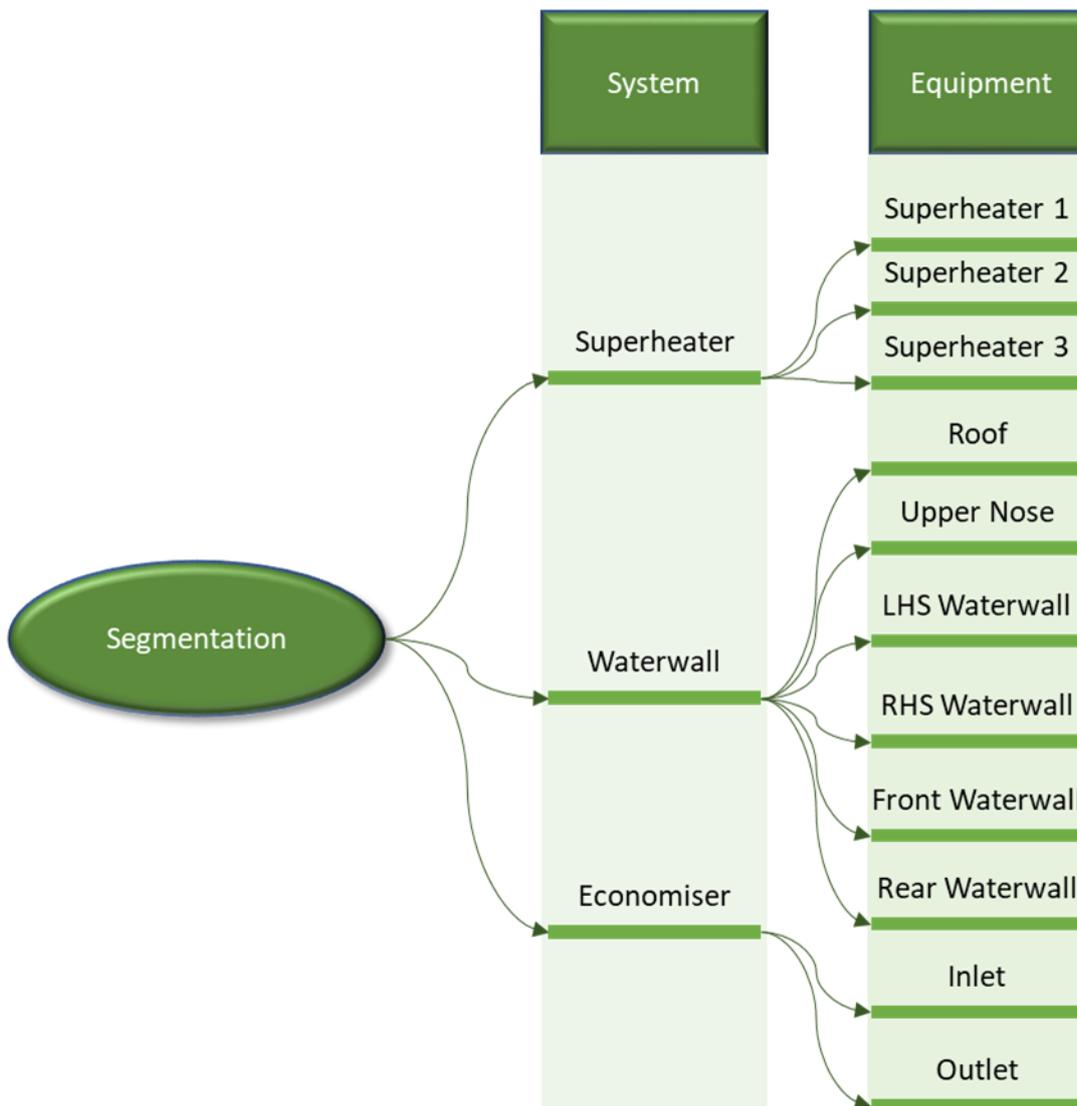 System
Equipment
Superheater 1
Superheater 2
Superheater
Superheater 3
Roof
Upper Nose
LHS Waterwall
Segmentation
Waterwall
RHS Waterwall
Front Waterwall
Rear Waterwall
Economiser
Inlet
Outlet